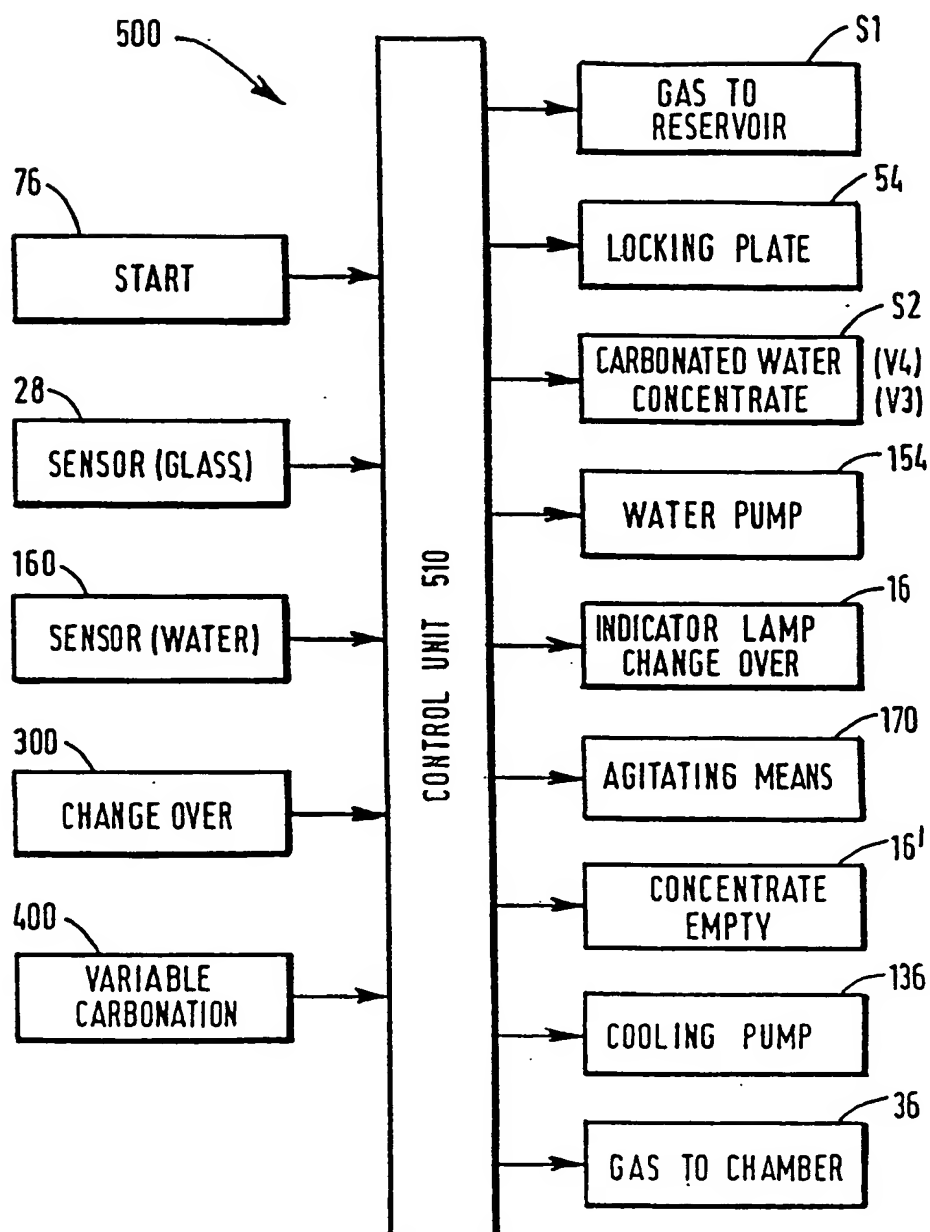 500
S1
GAS TO
RESERVOIR
76
START
54
LOCKING PLATE
S2
CARBONATED WATER (V4)
CONCENTRATE (V3)
28
SENSOR (GLASS)
154
WATER PUMP
160
SENSOR (WATER)
CONTROL UNIT 510
16
INDICATOR LAMP
CHANGE OVER
300
CHANGE OVER
170
AGITATING MEANS
16'
CONCENTRATE
EMPTY
400
VARIABLE
CARBONATION
136
COOLING PUMP
36
GAS TO CHAMBER